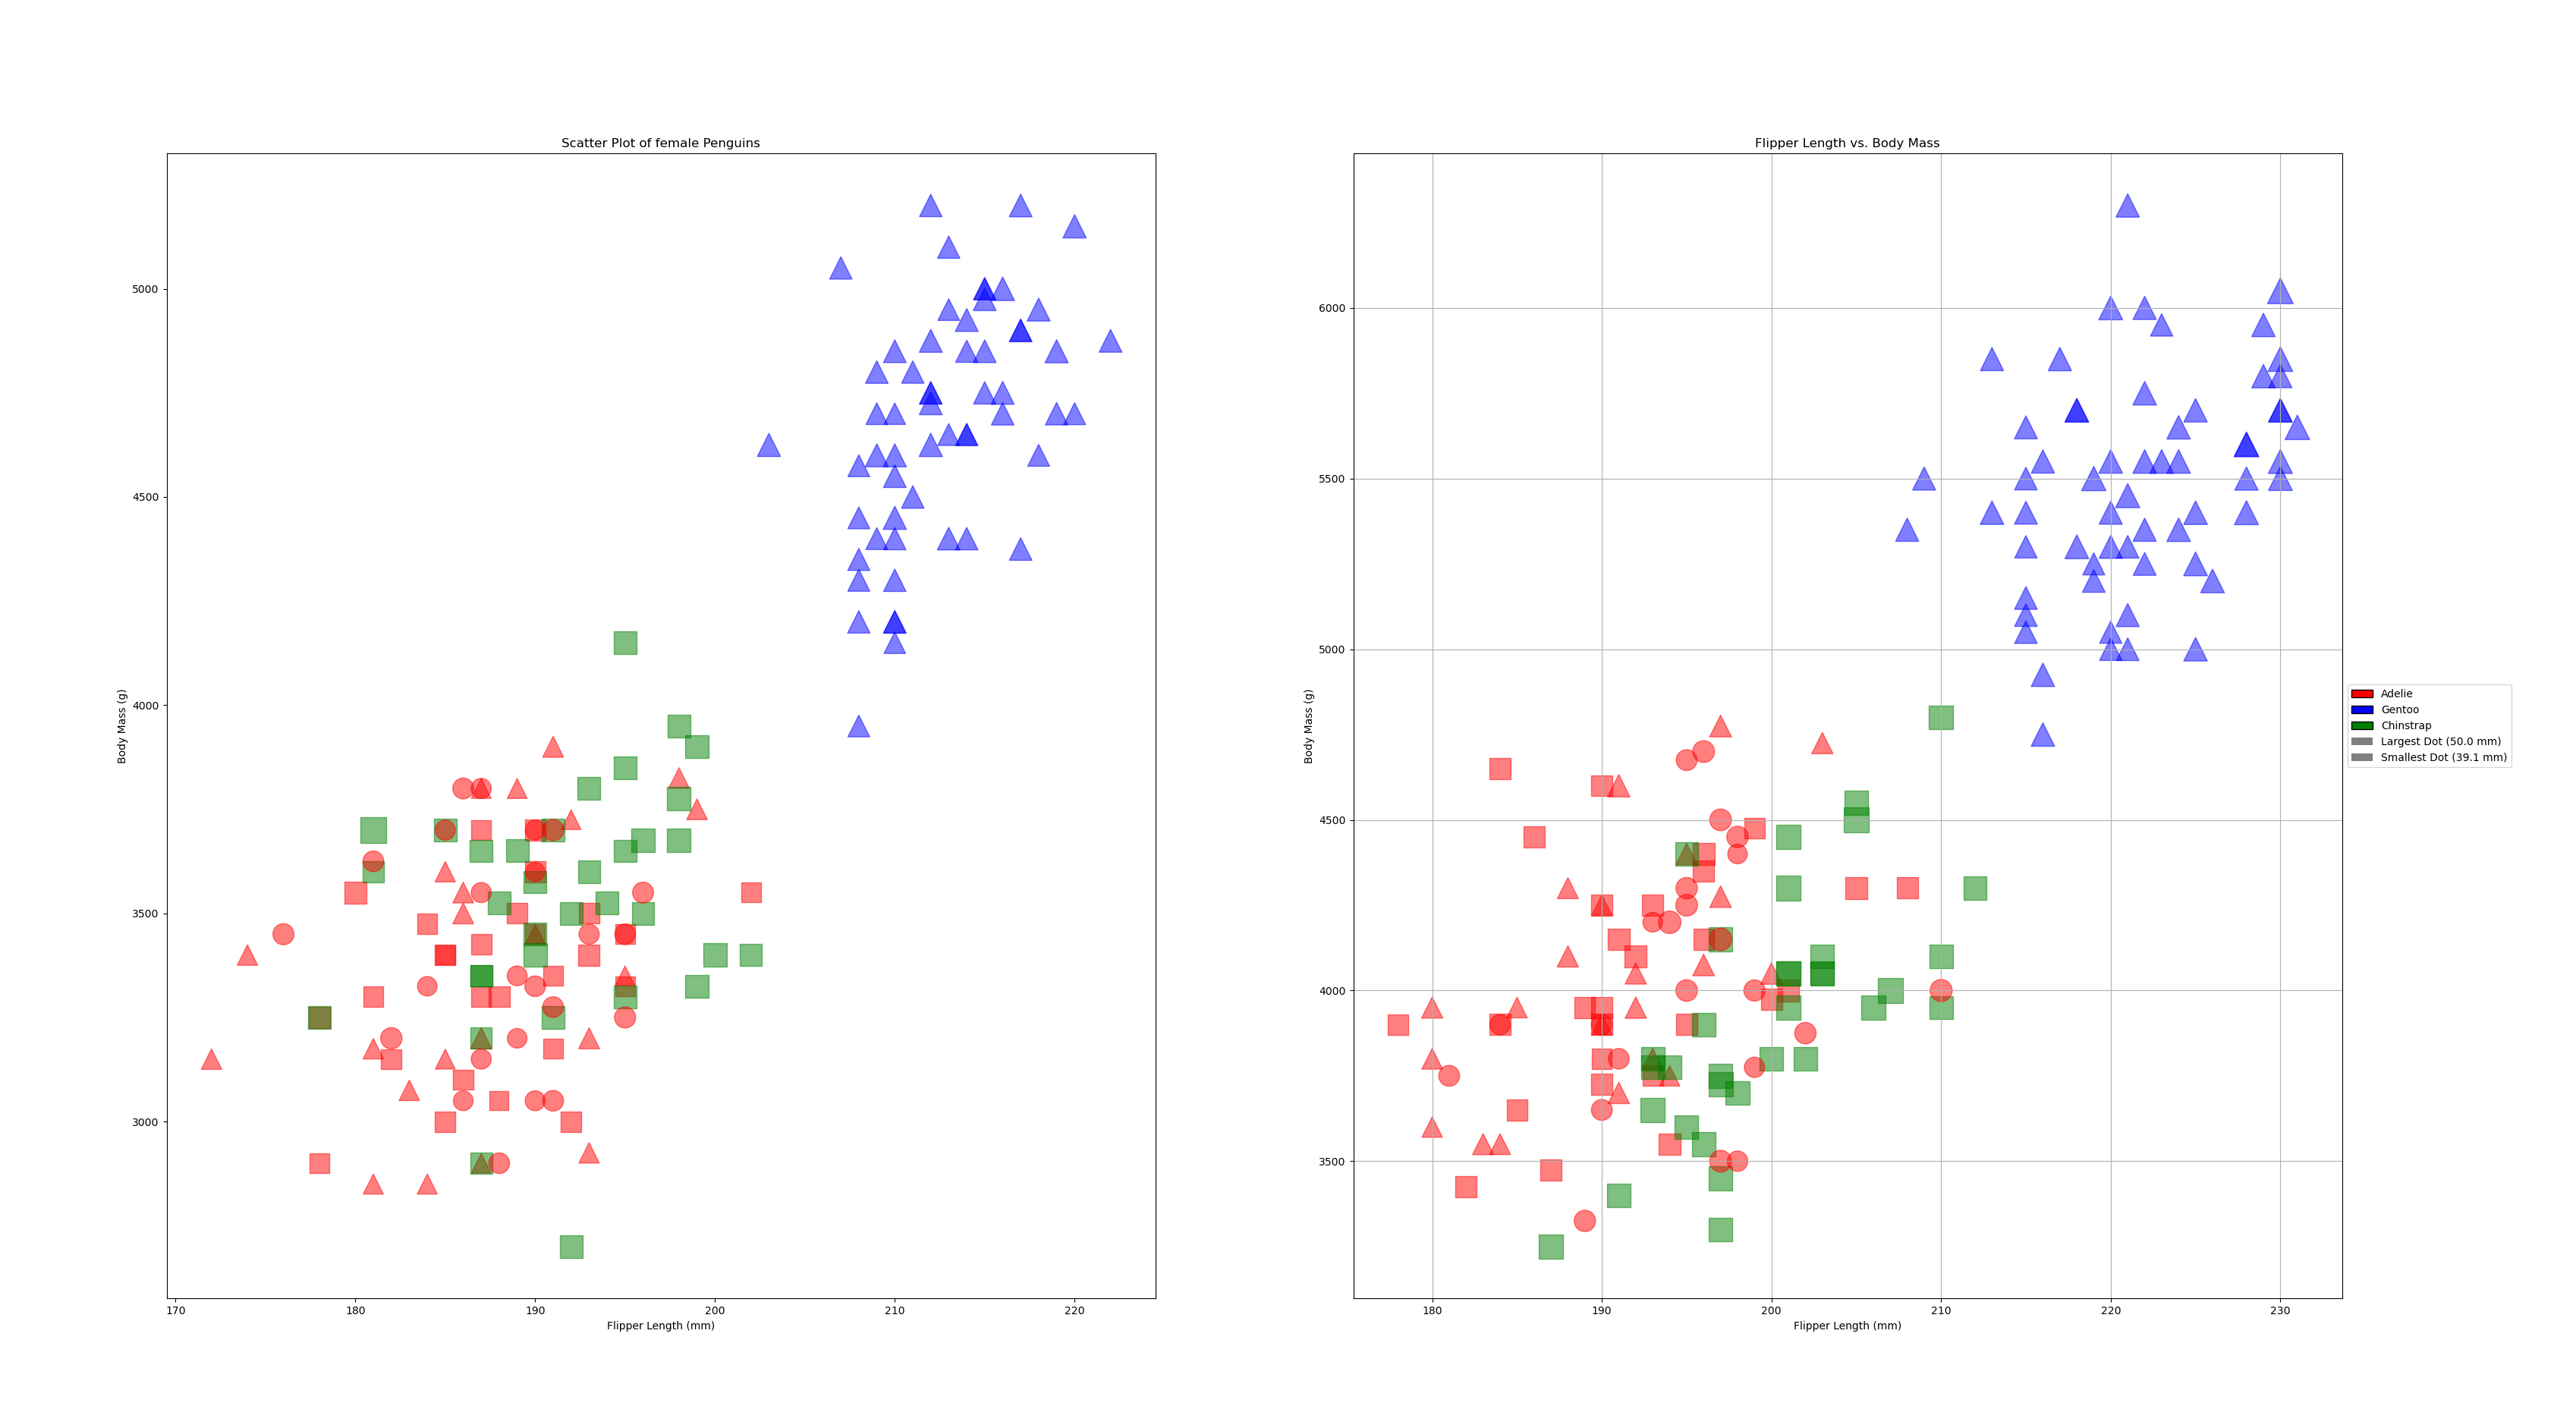 Scatter Plot of female Penguins
Body Mass (g)
5000
4500
4000
3500
3000
170 180 190 200 210 220
Flipper Length (mm)
Flipper Length vs. Body Mass
Body Mass (g)
6000
5500
5000
4500
4000
3500
180 190 200 210 220 230
Flipper Length (mm)
Adelie
Gentoo
Chinstrap
Largest Dot (50.0 mm)
Smallest Dot (39.1 mm)